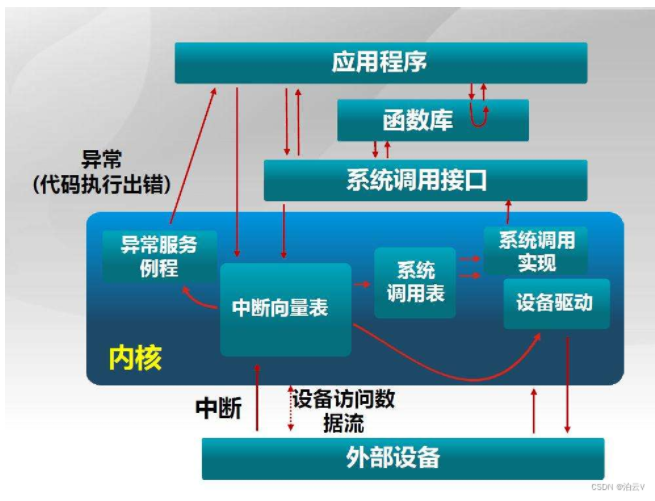 应用程序
函数库
异常
(代码执行出错)
系统调用接口
异常服务
例程
中断向量表
系统
调用表
系统调用
实现
设备驱动
内核
中断
设备访问数
据流
外部设备
CSDN @泊云V